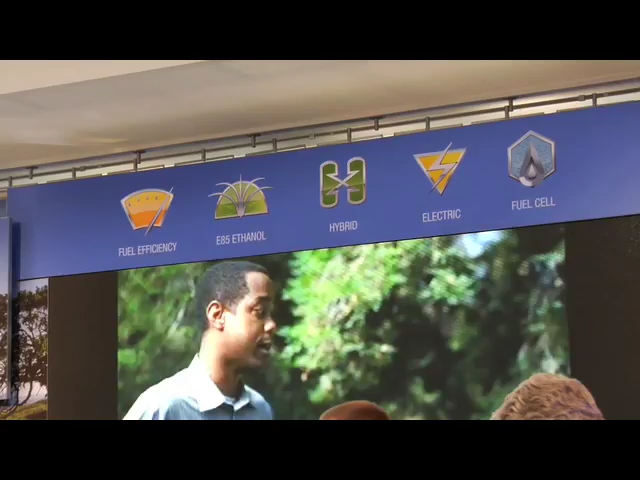 FUEL EFFICIENCY
E85 ETHANOL
HYBRID
ELECTRIC
FUEL CELL